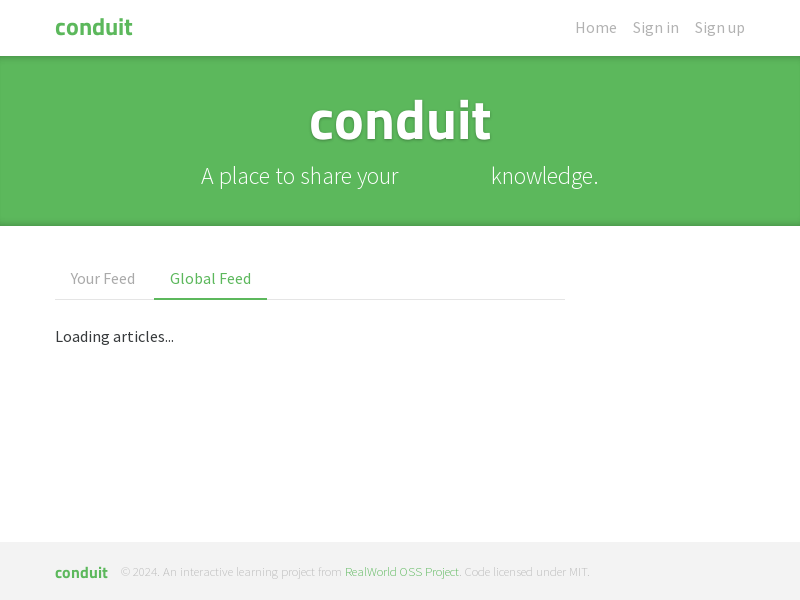 conduit
Home Sign in Sign up
conduit
A place to share your knowledge.
Your Feed Global Feed
Loading articles...
conduit © 2024. An interactive learning project from RealWorld OSS Project. Code licensed under MIT.